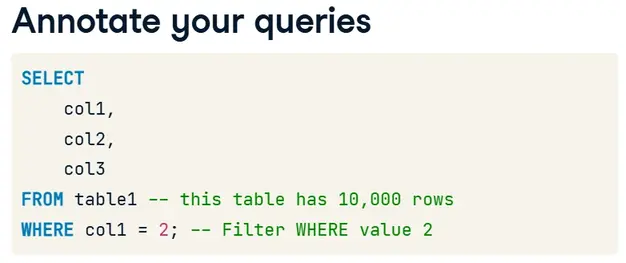 Annotate your queries
SELECT
    col1,
    col2,
    col3
FROM table1 -- this table has 10,000 rows
WHERE col1 = 2; -- Filter WHERE value 2